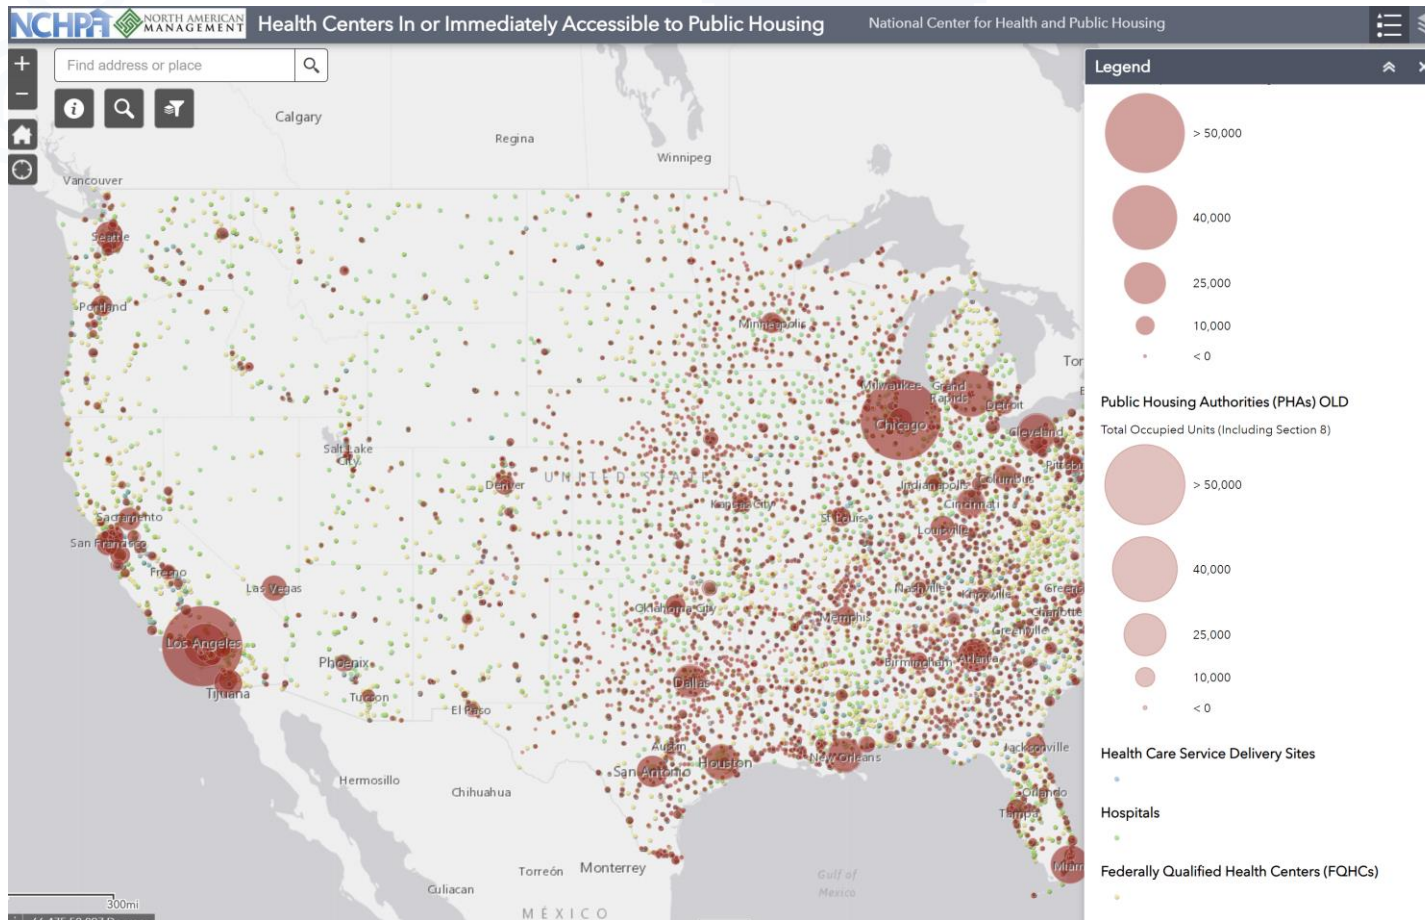 NCHPH NORTH AMERICAN MANAGEMENT
Health Centers In or Immediately Accessible to Public Housing
National Center for Health and Public Housing
+
Find address or place
−
Legend
> 50,000
40,000
25,000
10,000
< 0
Public Housing Authorities (PHAs) OLD
Total Occupied Units (Including Section 8)
> 50,000
40,000
25,000
10,000
< 0
Health Care Service Delivery Sites
Hospitals
Federally Qualified Health Centers (FQHCs)
Calgary
Regina
Winnipeg
Vancouver
Seattle
Portland
Minneapolis
Tor
Milwaukee
Grand
Rapids
Detroit
Chicago
Cleveland
Salt Lake
City
Denver
UNITED STATE
Pittsbu
Indianapolis
Columbus
Kansas City
Cincinnati
St Louis
Louisville
Sacramento
San Francisco
Fresno
Las Vegas
Nashville
Knoxville
Greens
Oklahoma City
Memphis
Charlotte
Greenville
Los Angeles
Phoenix
Birmingham
Atlanta
Dallas
Tijuana
Tucson
El Paso
Austin
Jacksonville
San Antonio
Houston
New Orleans
Hermosillo
Chihuahua
Orlando
Tampa
Torreón
Monterrey
Miam
Culiacan
Gulf of
Mexico
300mi
MÉXICO